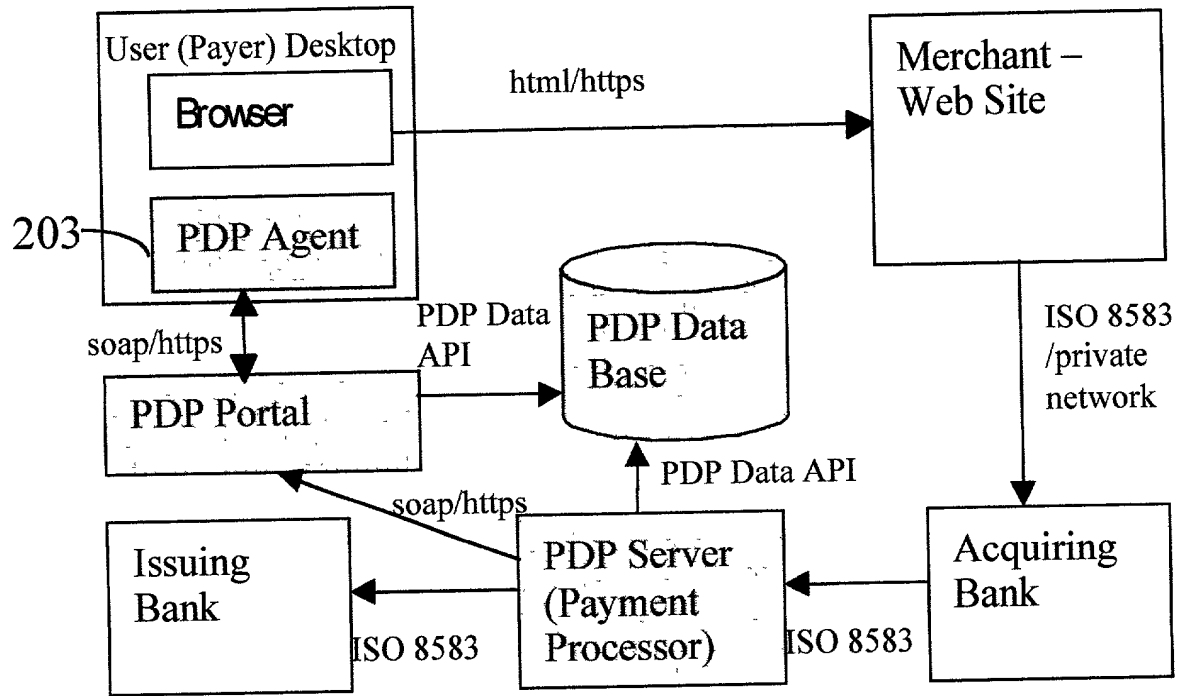 User (Payer) Desktop
Browser
html/https
Merchant –
Web Site
203
PDP Agent
soap/https
PDP Data
API
PDP Data
Base
ISO 8583
/private
network
PDP Portal
PDP Data API
soap/https
Issuing
Bank
ISO 8583
PDP Server
(Payment
Processor)
ISO 8583
Acquiring
Bank